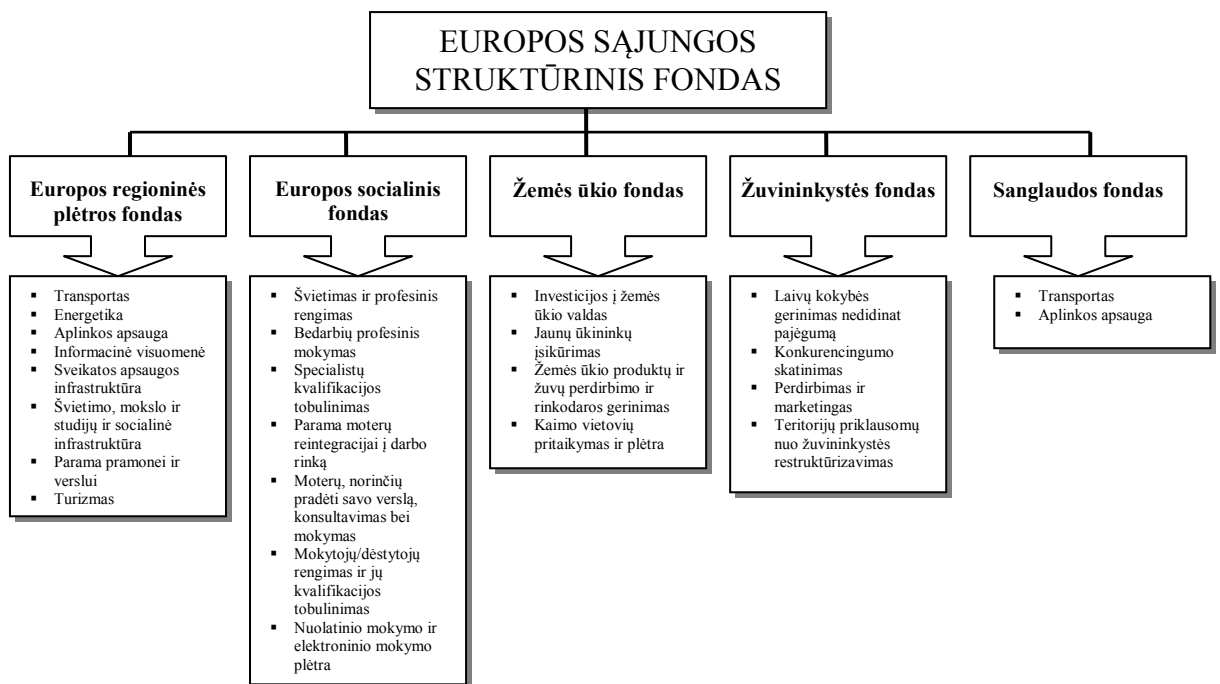 EUROPOS SĄJUNGOS
STRUKTŪRINIS FONDAS
Europos regioninės
plėtros fondas
Europos socialinis
fondas
Žemės ūkio fondas
Žuvininkystės fondas
Sanglaudos fondas
▪ Transportas
▪ Energetika
▪ Aplinkos apsauga
▪ Informacinė visuomenė
▪ Sveikatos apsaugos
infrastruktūra
▪ Švietimo, mokslo ir
studijų ir socialinė
infrastruktūra
▪ Parama pramonei ir
verslui
▪ Turizmas
▪ Švietimas ir profesinis
rengimas
▪ Bedarbių profesinis
mokymas
▪ Specialistų
kvalifikacijos
tobulinimas
▪ Parama moterų
reintegracijai į darbo
rinką
▪ Moterų, norinčių
pradėti savo verslą,
konsultavimas bei
mokymas
▪ Mokytojų/dėstytojų
rengimas ir jų
kvalifikacijos
tobulinimas
▪ Nuolatinio mokymo ir
elektroninio mokymo
plėtra
▪ Investicijos į žemės
ūkio valdas
▪ Jaunų ūkininkų
įsikūrimas
▪ Žemės ūkio produktų ir
žuvų perdirbimo ir
rinkodaros gerinimas
▪ Kaimo vietovių
pritaikymas ir plėtra
▪ Laivų kokybės
gerinimas nedidinat
pajėgumą
▪ Konkurencingumo
skatinimas
▪ Perdirbimas ir
marketingas
▪ Teritorijų priklausomų
nuo žuvininkystės
restruktūrizavimas
▪ Transportas
▪ Aplinkos apsauga